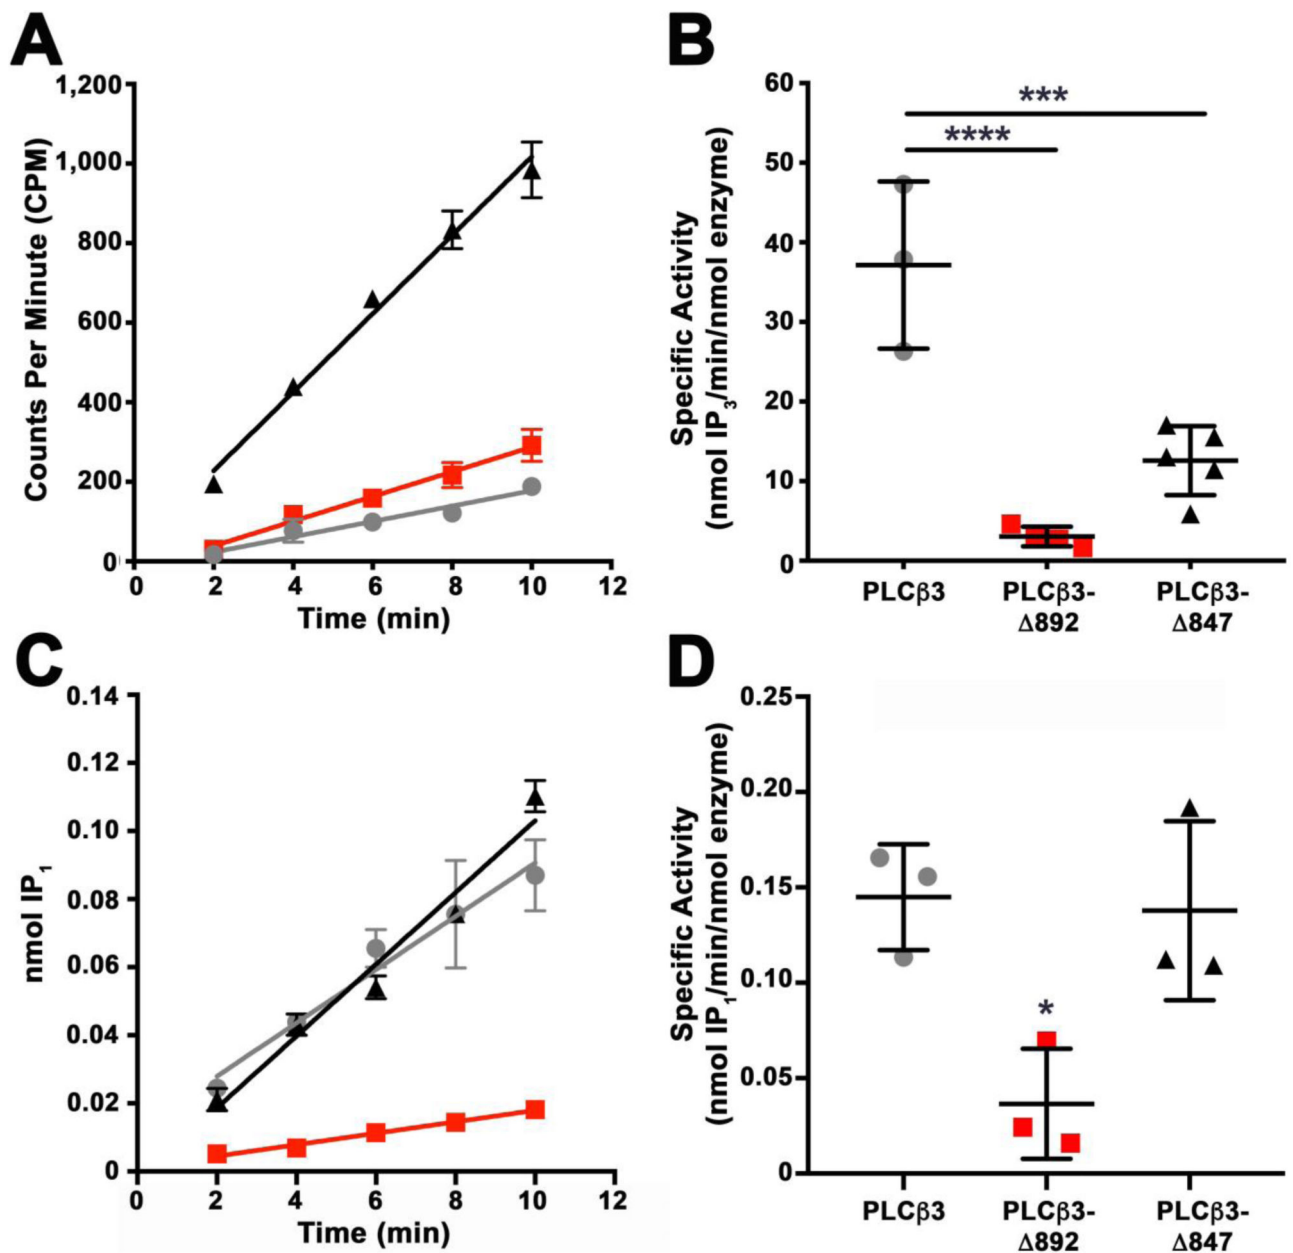 A
1,200
1,000
800
600
400
200
0
Counts Per Minute (CPM)
0 2 4 6 8 10 12
Time (min)
B
60
50
40
30
20
10
0
Specific Activity
(nmol IP₃/min/nmol enzyme)
***
****
PLCβ3 PLCβ3- PLCβ3-
Δ892 Δ847
C
0.14
0.12
0.10
0.08
0.06
0.04
0.02
0
nmol IP₁
0 2 4 6 8 10 12
Time (min)
D
0.25
0.20
0.15
0.10
0.05
0
Specific Activity
(nmol IP₁/min/nmol enzyme)
*
PLCβ3 PLCβ3- PLCβ3-
Δ892 Δ847